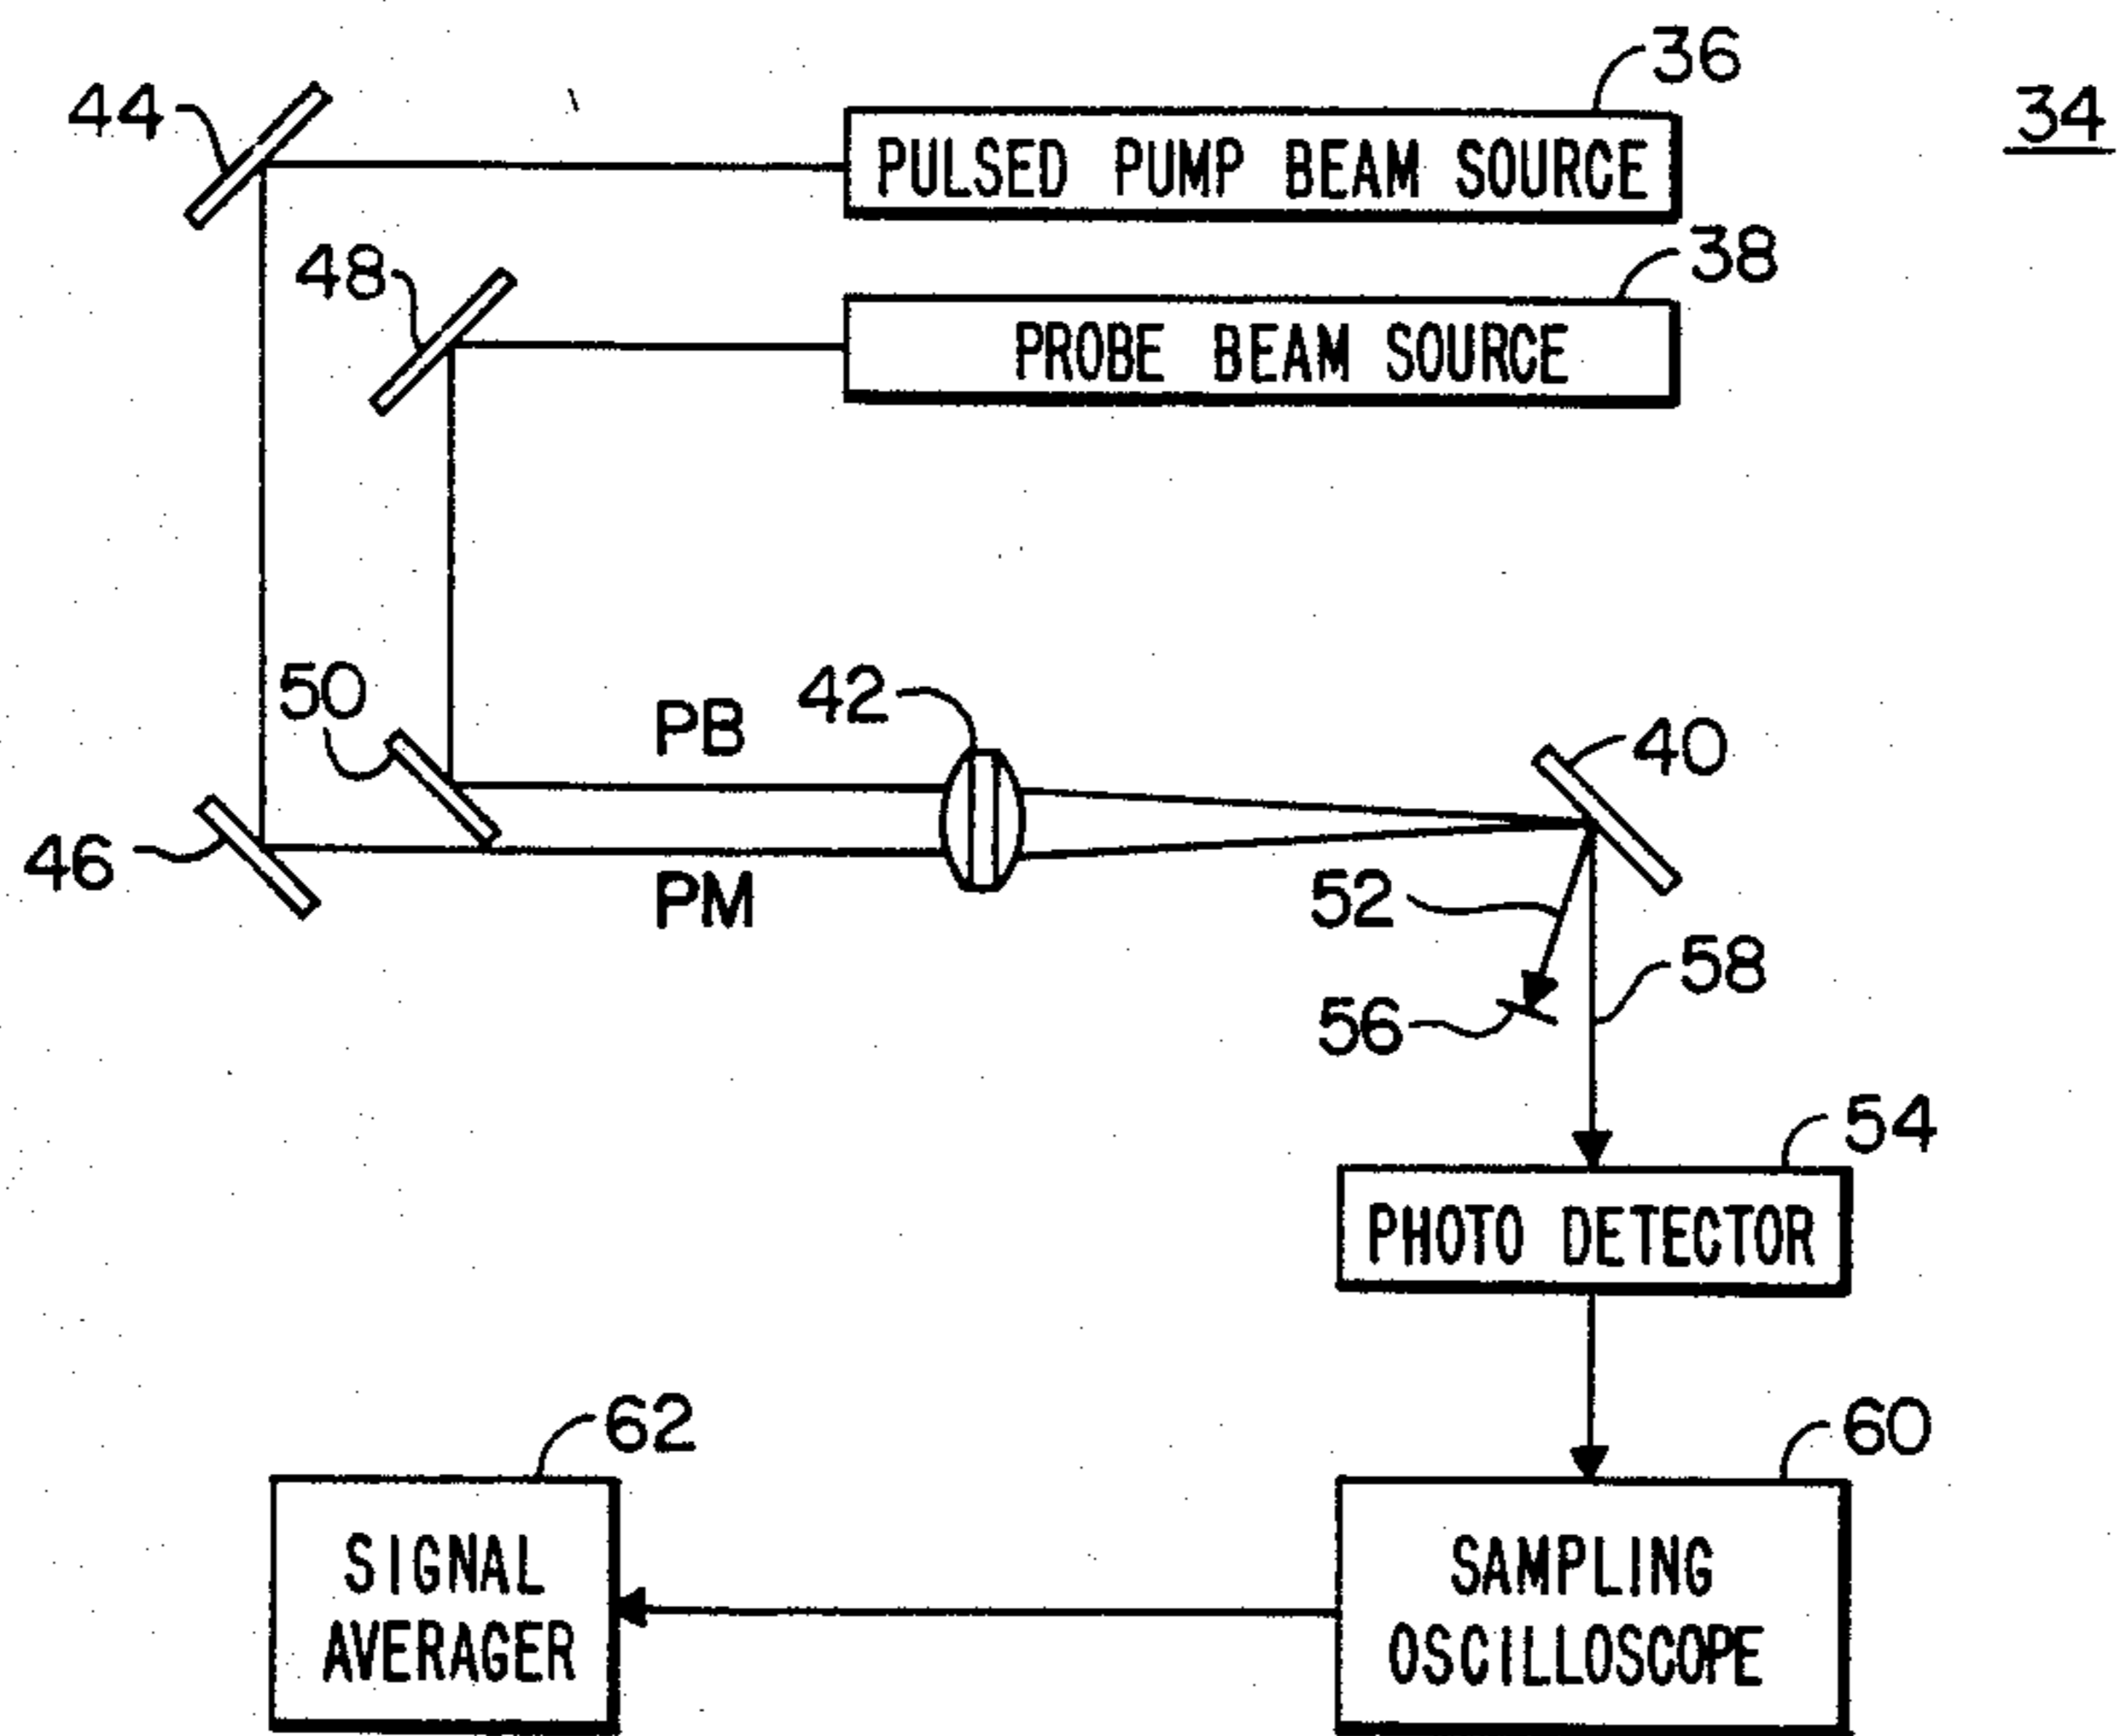 36
34
44
PULSED PUMP BEAM SOURCE
38
48
PROBE BEAM SOURCE
50
PB
42
40
46
PM
52
58
56
54
PHOTO DETECTOR
62
60
SIGNAL
AVERAGER
SAMPLING
OSCILLOSCOPE